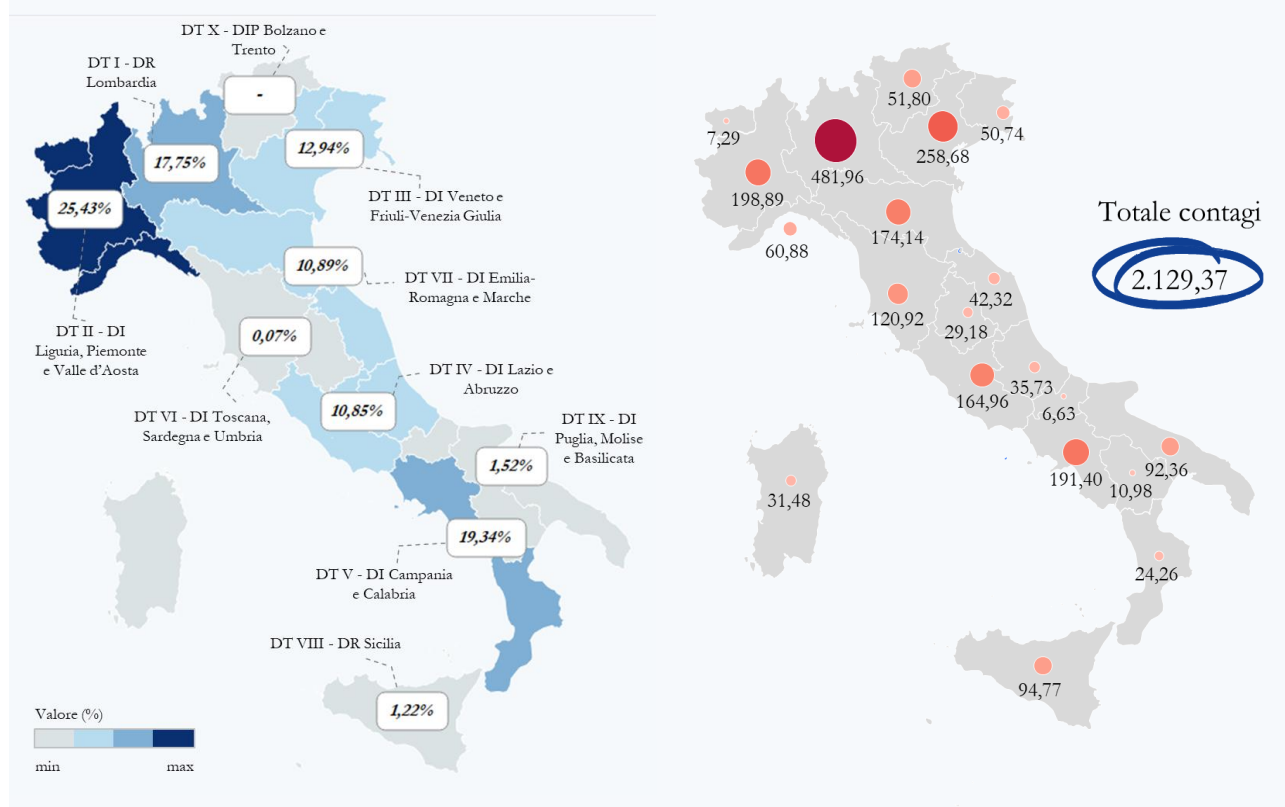 DT X - DIP Bolzano e
Trento
DT I - DR
Lombardia
-
17,75%
12,94%
25,43%
DT III - DI Veneto e
Friuli-Venezia Giulia
10,89%
DT VII - DI Emilia-
Romagna e Marche
DT II - DI
Liguria, Piemonte
e Valle d'Aosta
0,07%
DT IV - DI Lazio e
Abruzzo
DT VI - DI Toscana,
Sardegna e Umbria
10,85%
DT IX - DI
Puglia, Molise
e Basilicata
1,52%
19,34%
DT V - DI Campania
e Calabria
DT VIII - DR Sicilia
1,22%
Valore (%)
min
max
51,80
7,29
50,74
258,68
481,96
198,89
174,14
60,88
Totale contagi
2.129,37
42,32
120,92
29,18
35,73
164,96
6,63
92,36
191,40
10,98
31,48
24,26
94,77